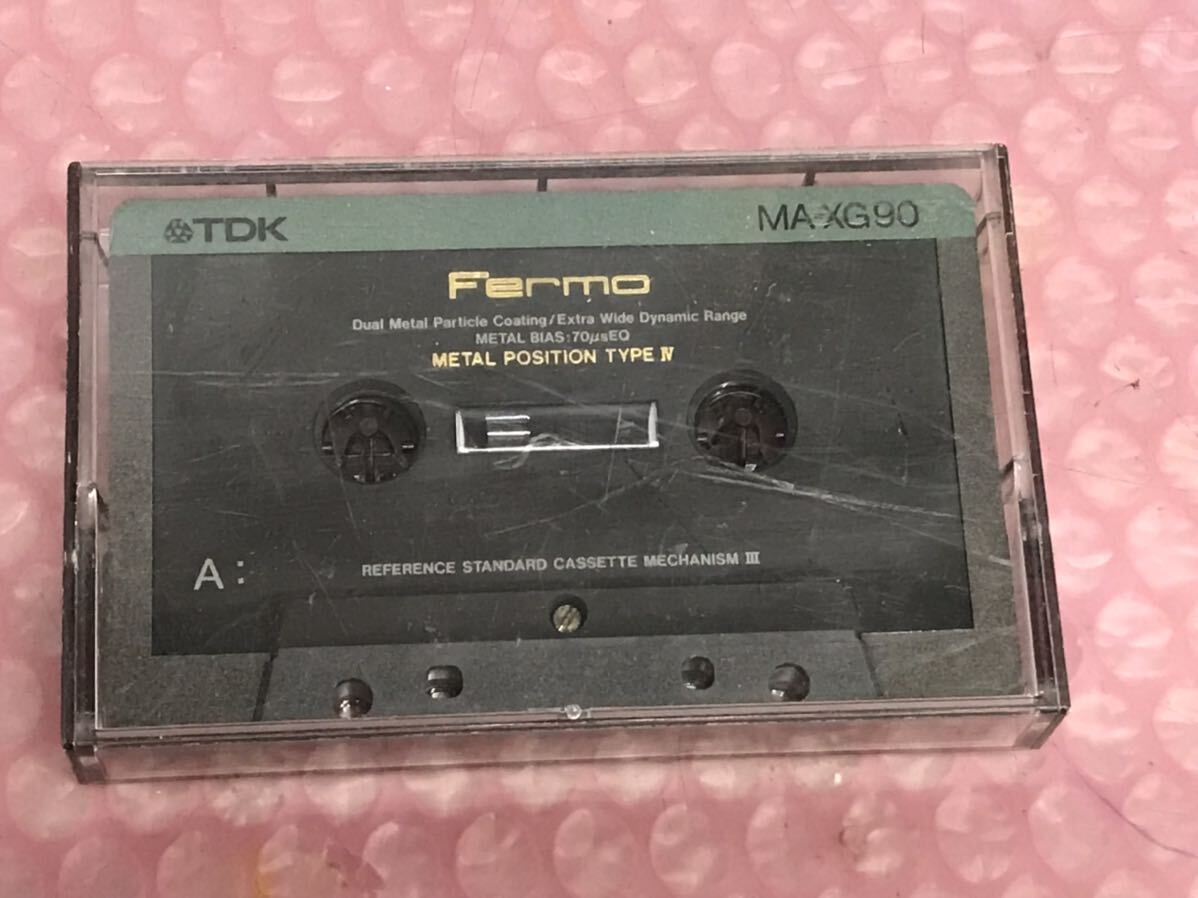 TDK MA-XG90
Fermo
Dual Metal Particle Coating/Extra Wide Dynamic Range
METAL BIAS:70μsEQ
METAL POSITION TYPE Ⅳ
A:
REFERENCE STANDARD CASSETTE MECHANISM Ⅲ